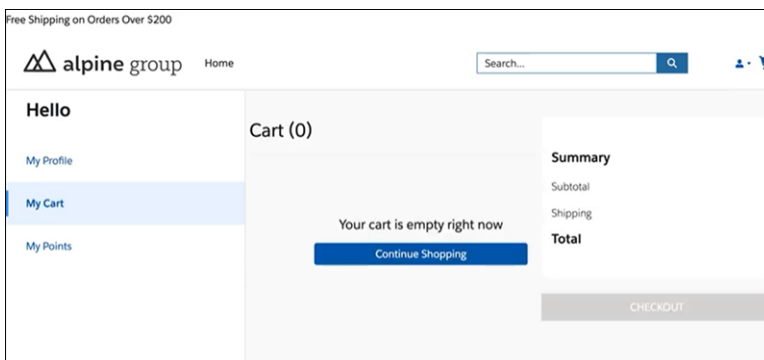 Free Shipping on Orders Over $200
alpine group
Home
Search...
Hello
My Profile
My Cart
My Points
Cart (0)
Your cart is empty right now
Continue Shopping
Summary
Subtotal
Shipping
Total
CHECKOUT